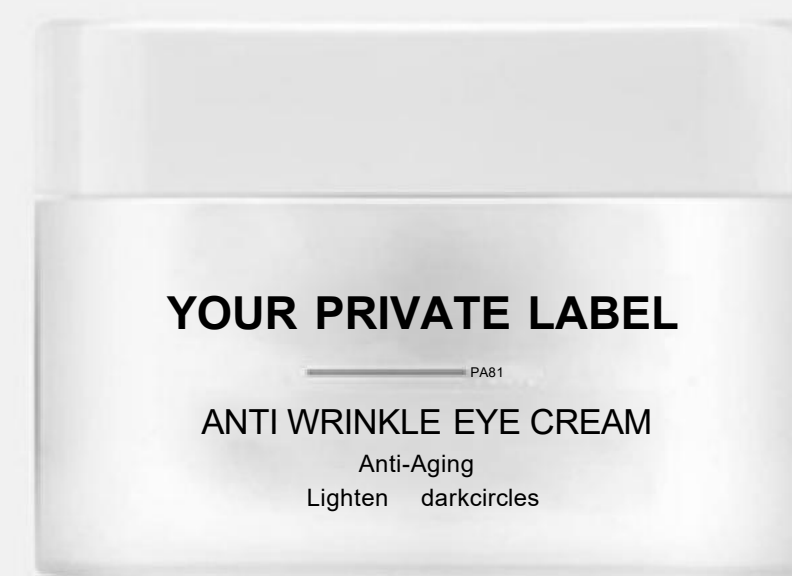 YOUR PRIVATE LABEL
PA81
ANTI WRINKLE EYE CREAM
Anti-Aging
Lighten darkcircles